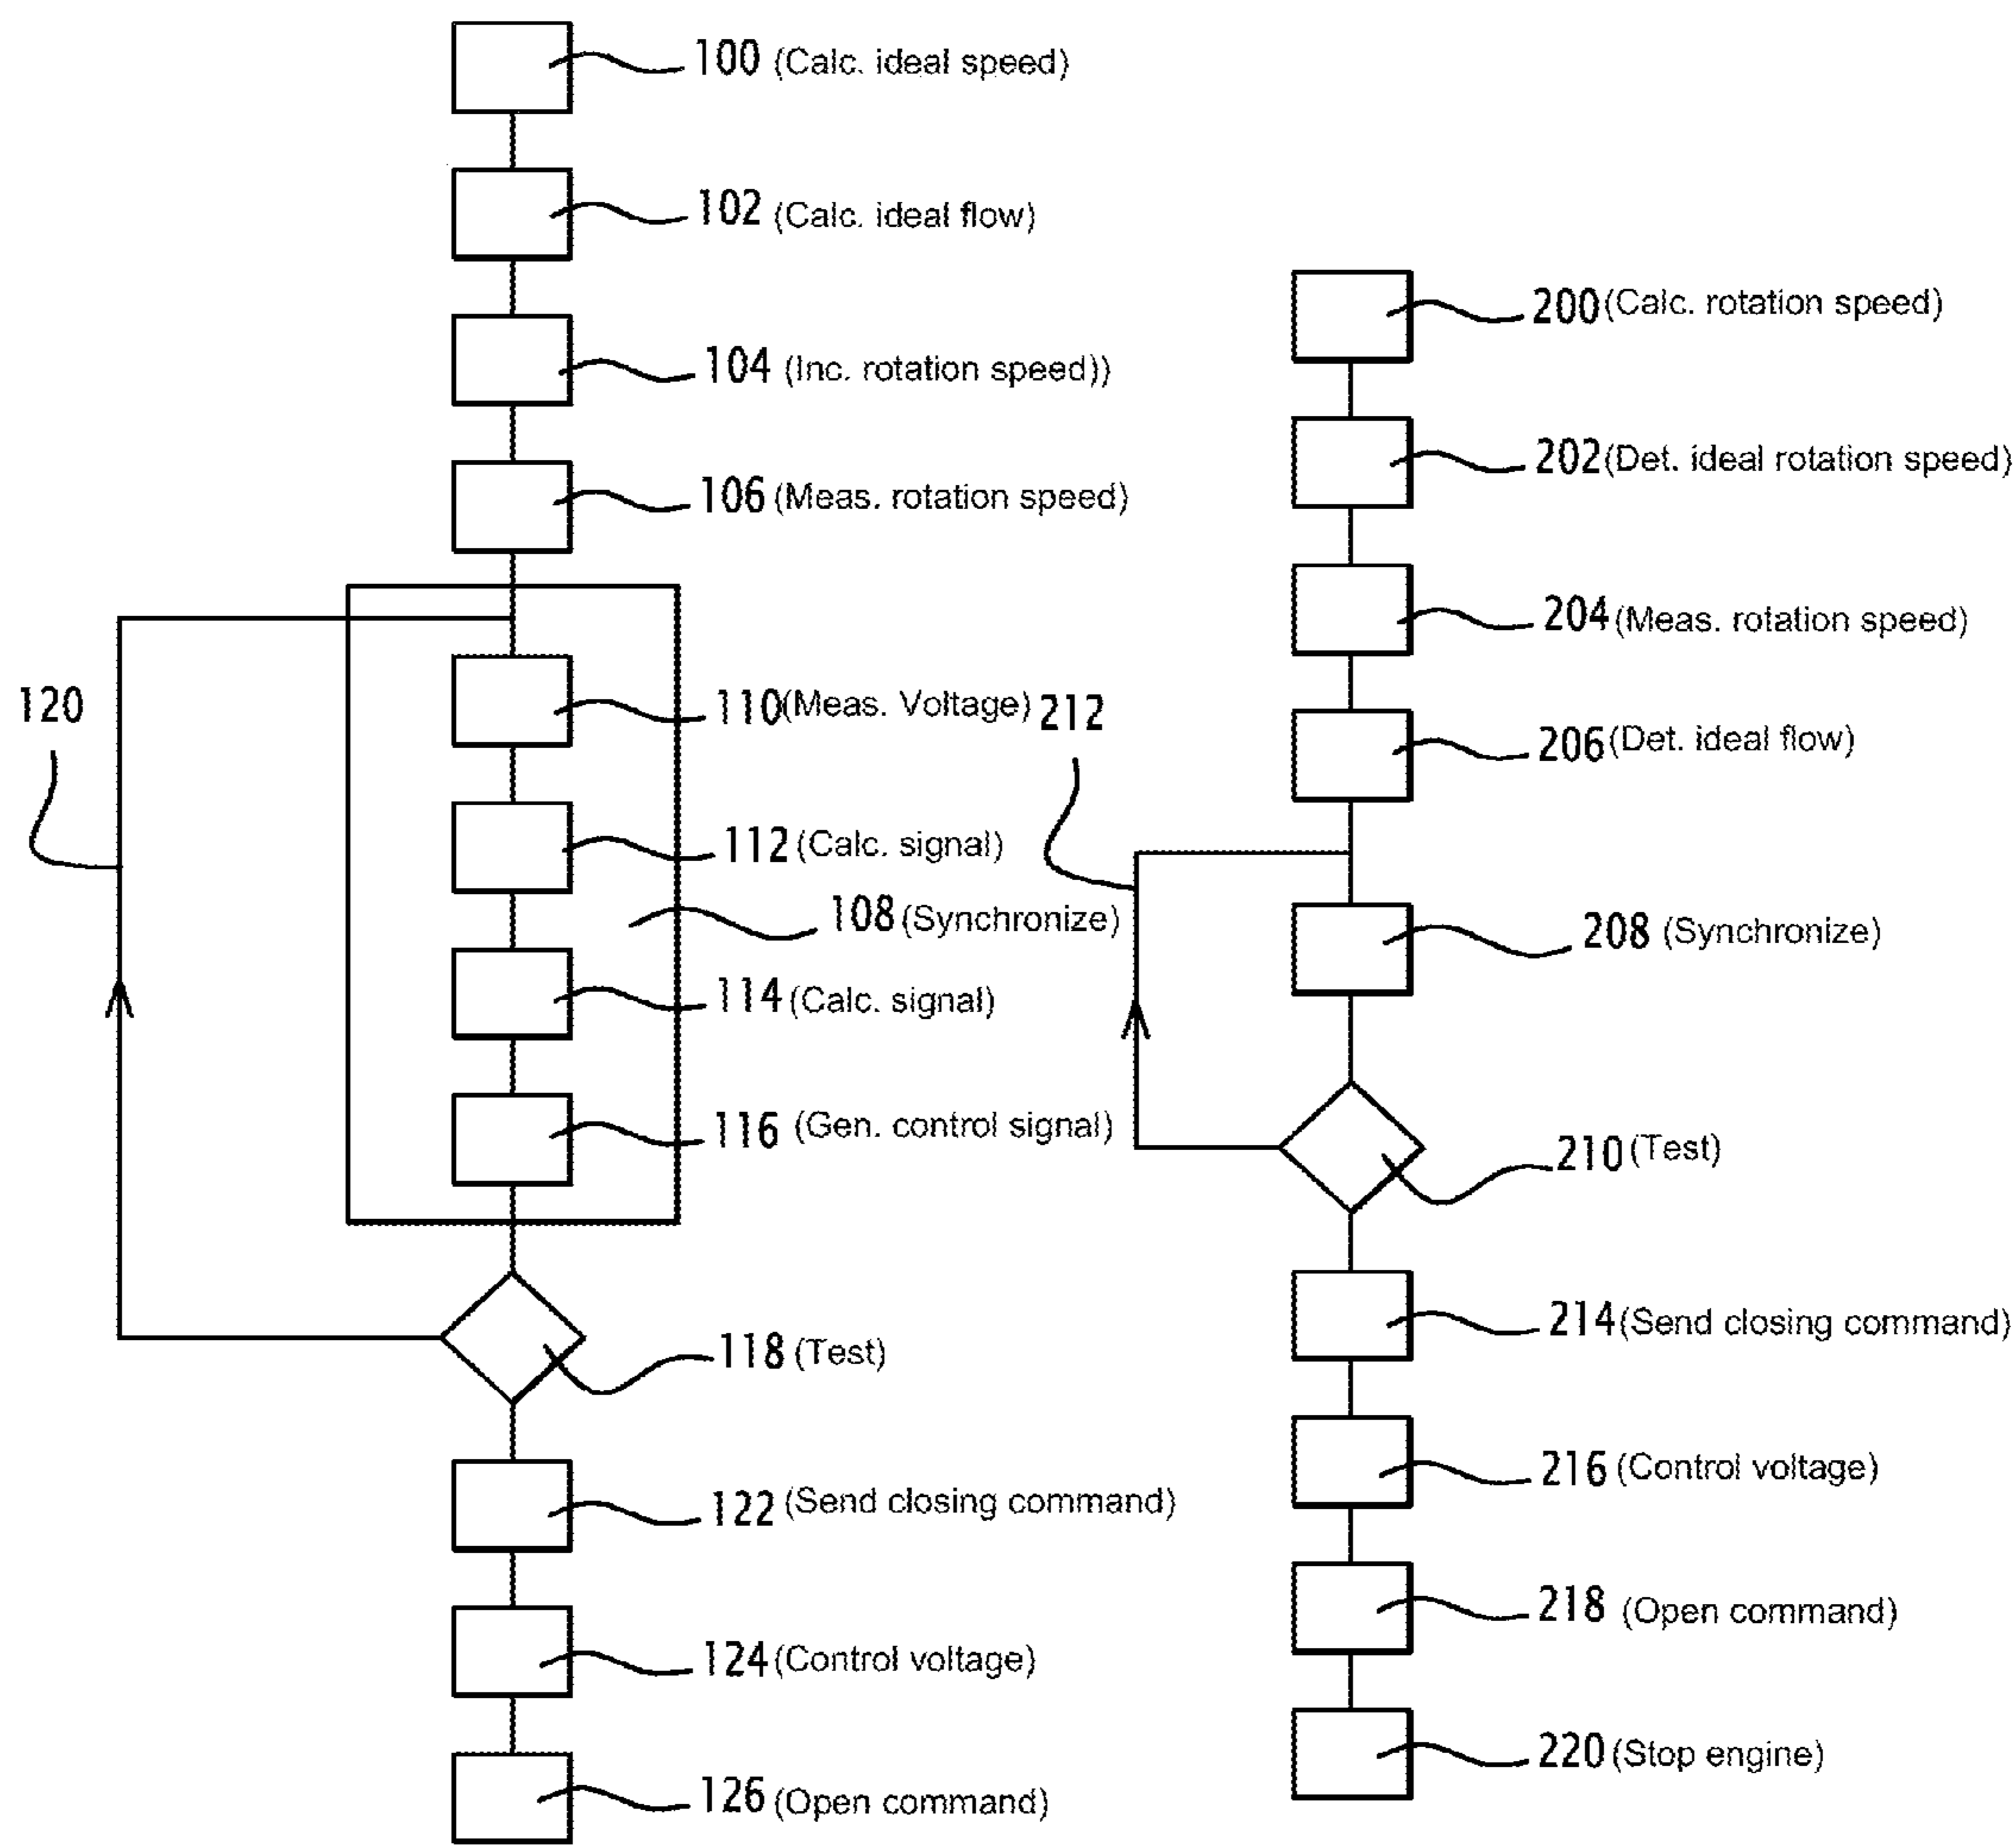 100 (Calc. ideal speed)
102 (Calc. ideal flow)
104 (Inc. rotation speed))
106 (Meas. rotation speed)
120
110 (Meas. Voltage)
112 (Calc. signal)
108 (Synchronize)
114 (Calc. signal)
116 (Gen. control signal)
118 (Test)
122 (Send closing command)
124 (Control voltage)
126 (Open command)
200 (Calc. rotation speed)
202 (Det. ideal rotation speed)
204 (Meas. rotation speed)
212
206 (Det. ideal flow)
208 (Synchronize)
210 (Test)
214 (Send closing command)
216 (Control voltage)
218 (Open command)
220 (Stop engine)